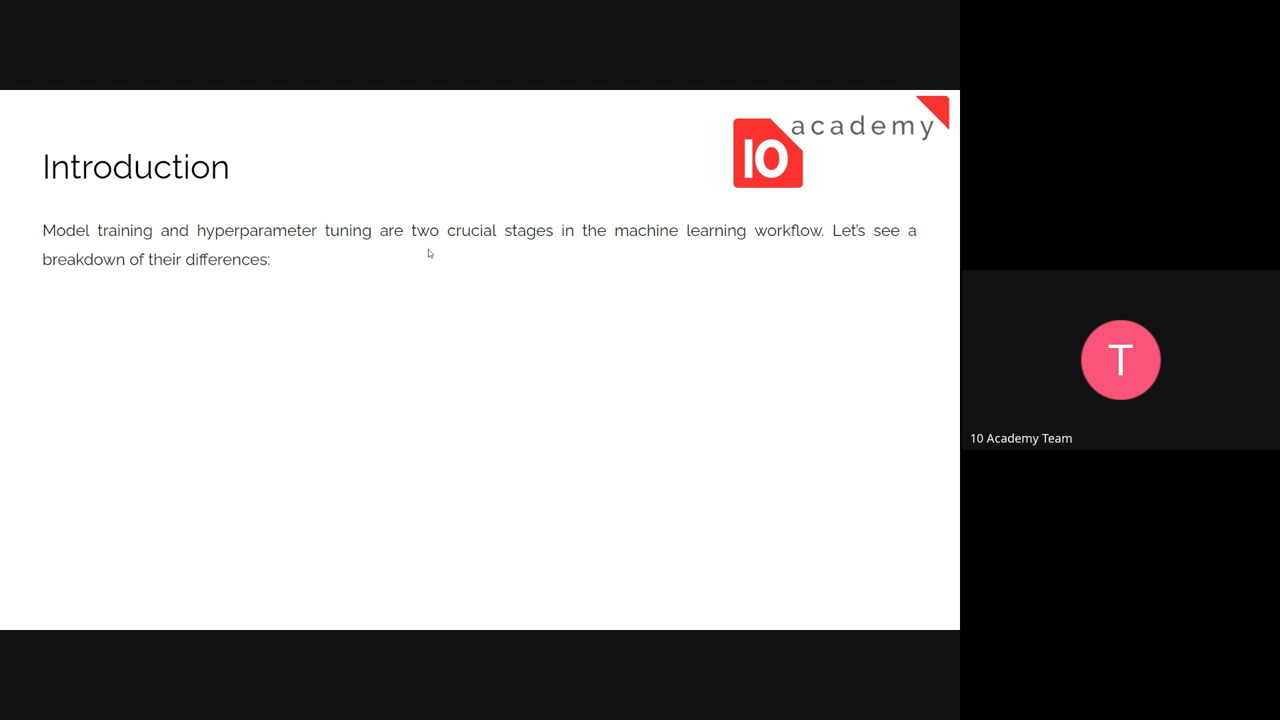 academy
10
Introduction
Model training and hyperparameter tuning are two crucial stages in the machine learning workflow. Let's see a
breakdown of their differences:
T
10 Academy Team